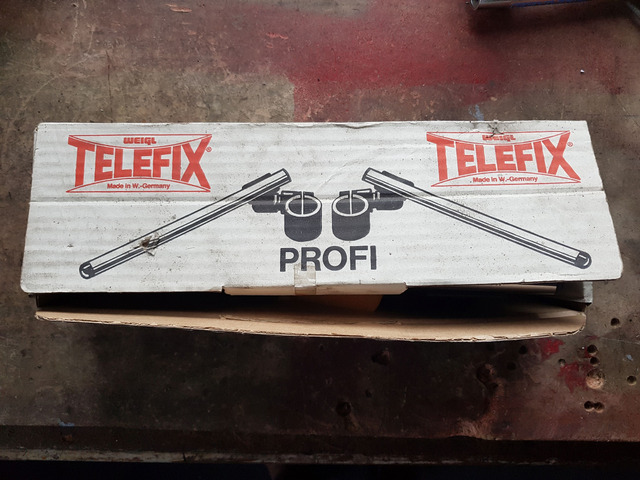 WEIGL
TELEFIX®
Made in W.-Germany
WEIGL
TELEFIX®
Made in W.-Germany
PROFI